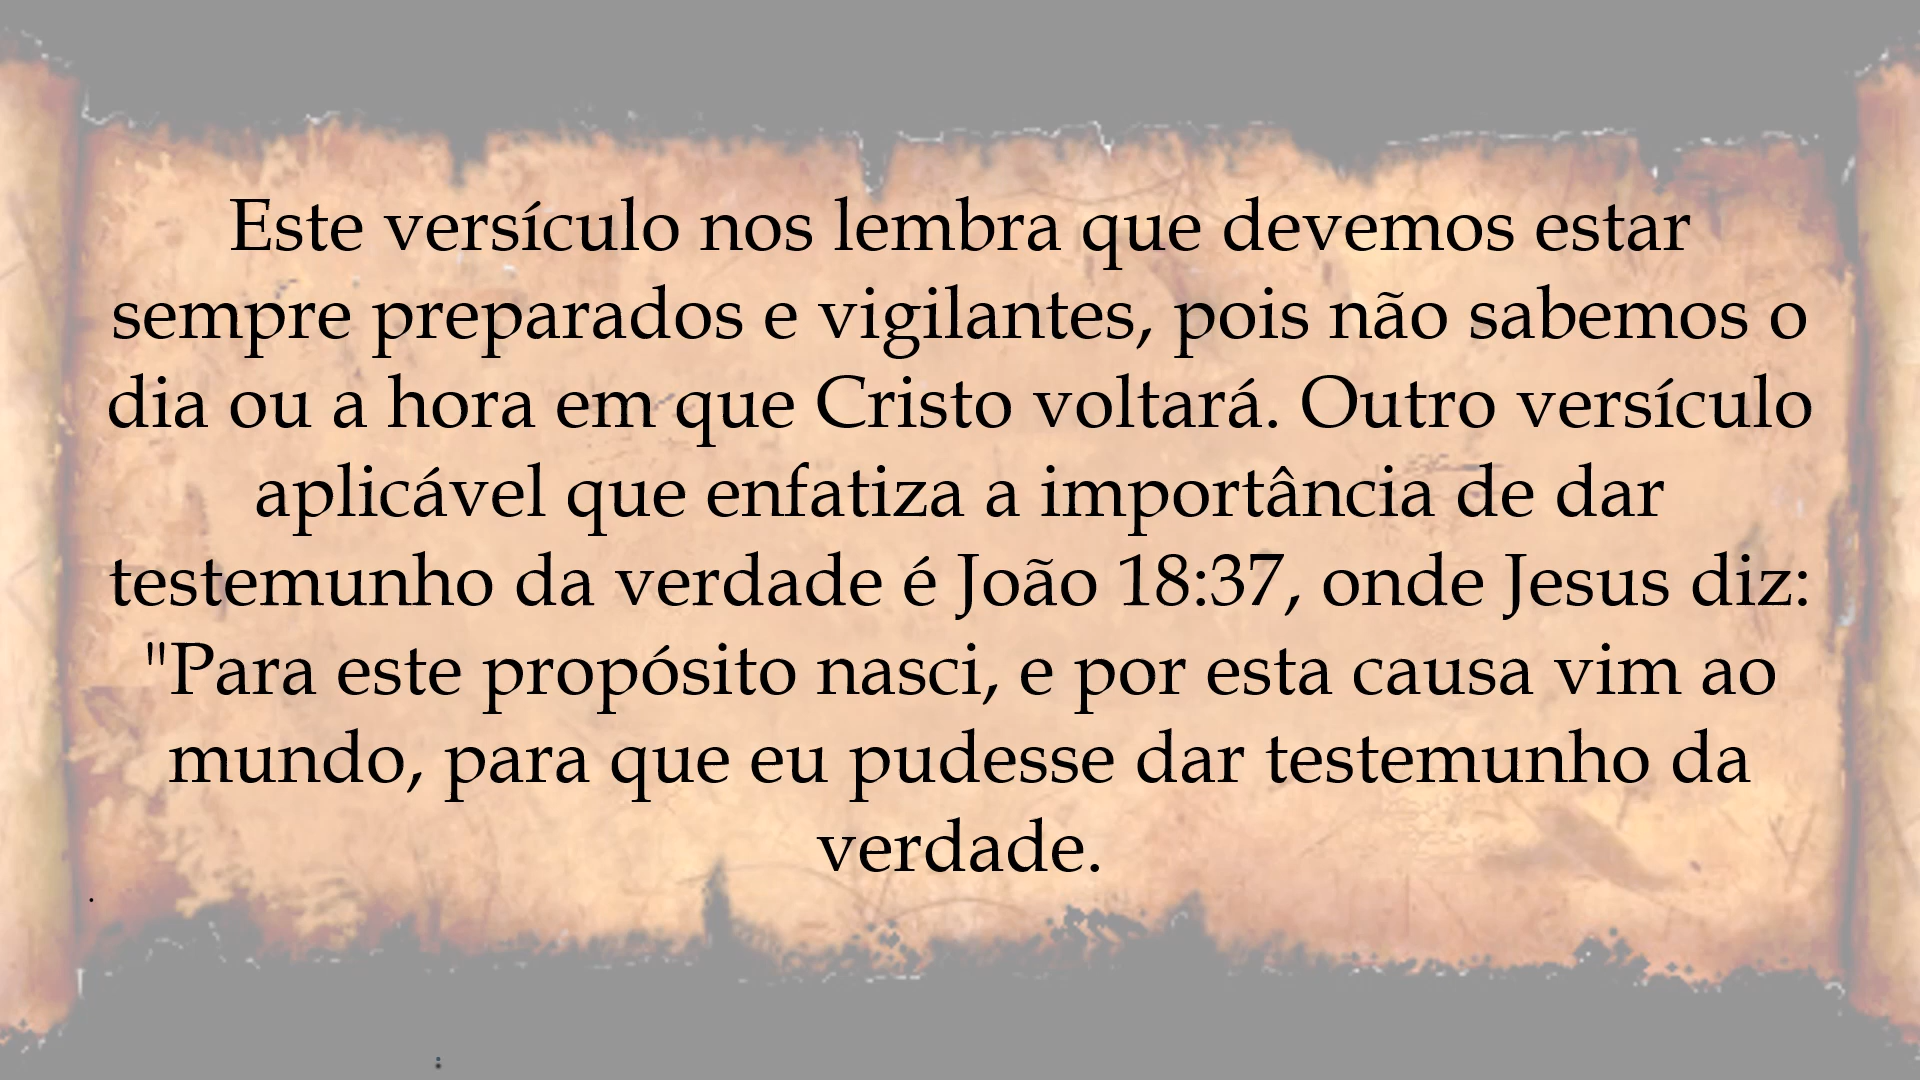 Este versículo nos lembra que devemos estar
sempre preparados e vigilantes, pois não sabemos o
dia ou a hora em que Cristo voltará. Outro versículo
aplicável que enfatiza a importância de dar
testemunho da verdade é João 18:37, onde Jesus diz:
"Para este propósito nasci, e por esta causa vim ao
mundo, para que eu pudesse dar testemunho da
verdade.
.
: